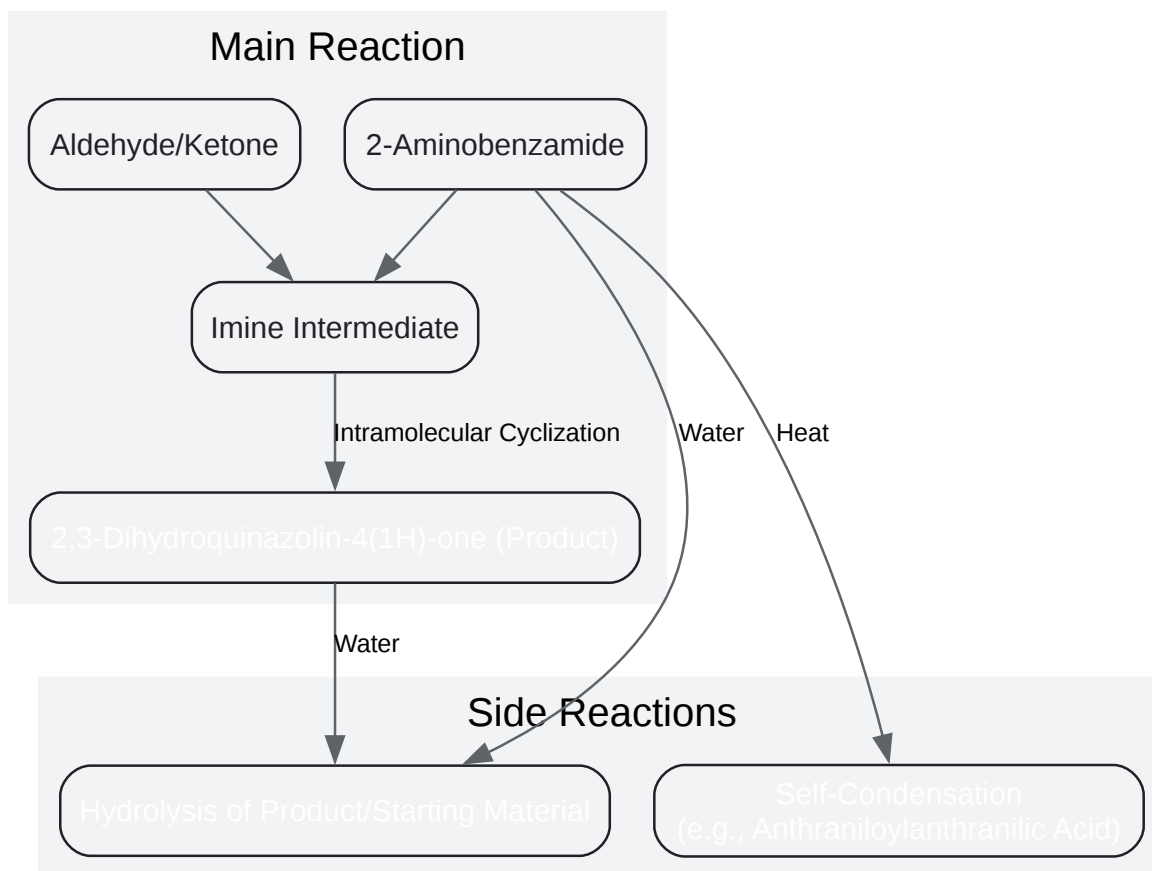 Main Reaction
Aldehyde/Ketone
2-Aminobenzamide
Imine Intermediate
Intramolecular Cyclization
Water
Heat
2,3-Dihydroquinazolin-4(1H)-one (Product)
Water
Side Reactions
Hydrolysis of Product/Starting Material
Self-Condensation
(e.g., Anthraniloylanthranilic Acid)